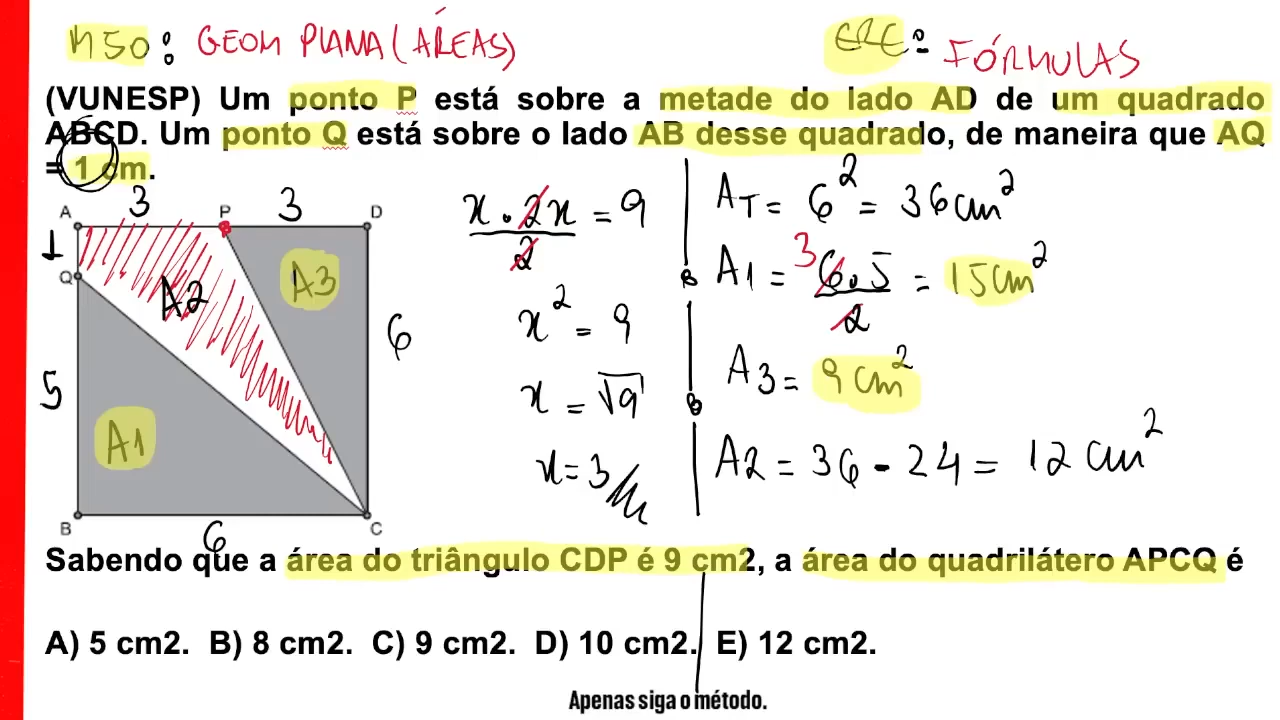 M50: GEOM PLANA (ÁREAS)
ERE: FÓRMULAS
(VUNESP) Um ponto P está sobre a metade do lado AD de um quadrado
ABCD. Um ponto Q está sobre o lado AB desse quadrado, de maneira que AQ
= 1 cm.
3 3
A P D
1
Q
A2 A3
6
5
A1
B 6 C
x . 2x / 2 = 9
x² = 9
x = √9
x = 3
AT = 6² = 36 cm²
A1 = 3 6 . 5 / 2 = 15 cm²
A3 = 9 cm²
A2 = 36 - 24 = 12 cm²
Sabendo que a área do triângulo CDP é 9 cm2, a área do quadrilátero APCQ é
A) 5 cm2. B) 8 cm2. C) 9 cm2. D) 10 cm2. E) 12 cm2.
Apenas siga o método.